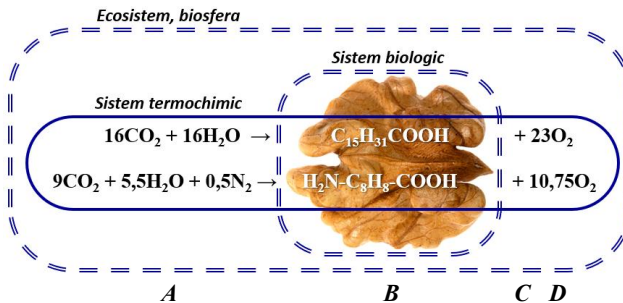 Ecosistem, biosfera
Sistem biologic
Sistem termochimic
16CO₂ + 16H₂O → C₁₅H₃₁COOH + 23O₂
9CO₂ + 5,5H₂O + 0,5N₂ → H₂N-C₈H₈-COOH + 10,75O₂
A B C D